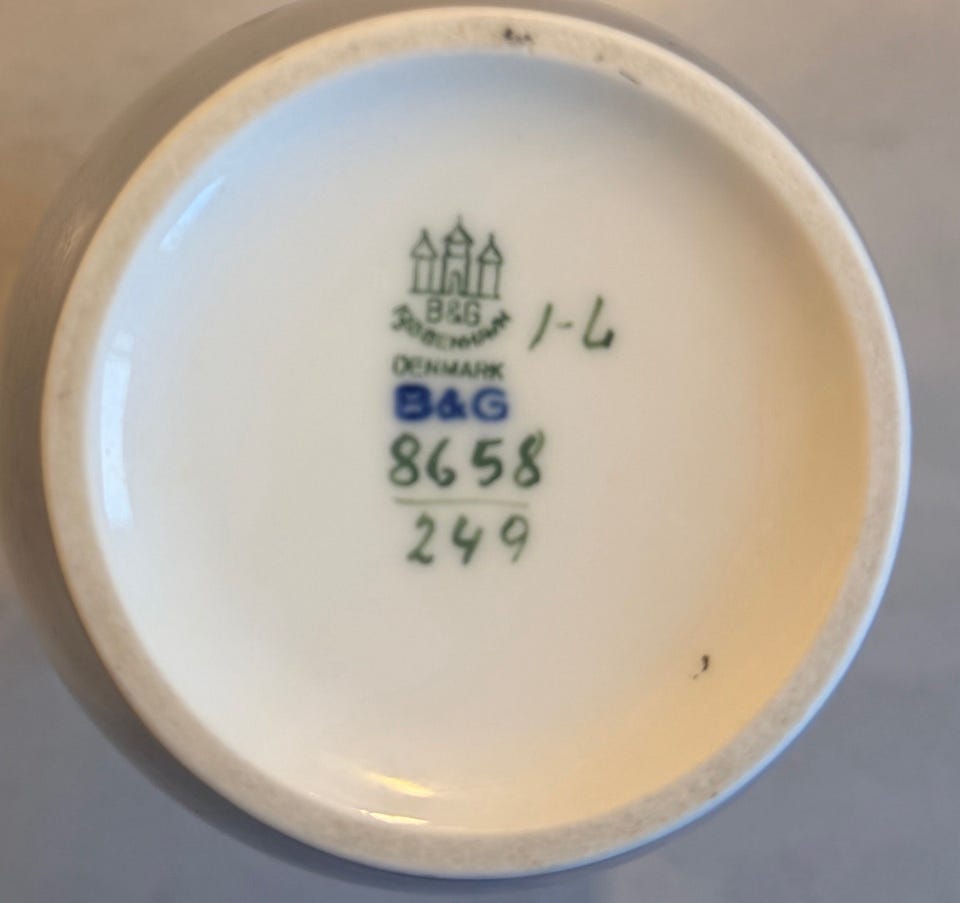 B&G
KJØBENHAVN
1-L
DENMARK
B&G
8658
249